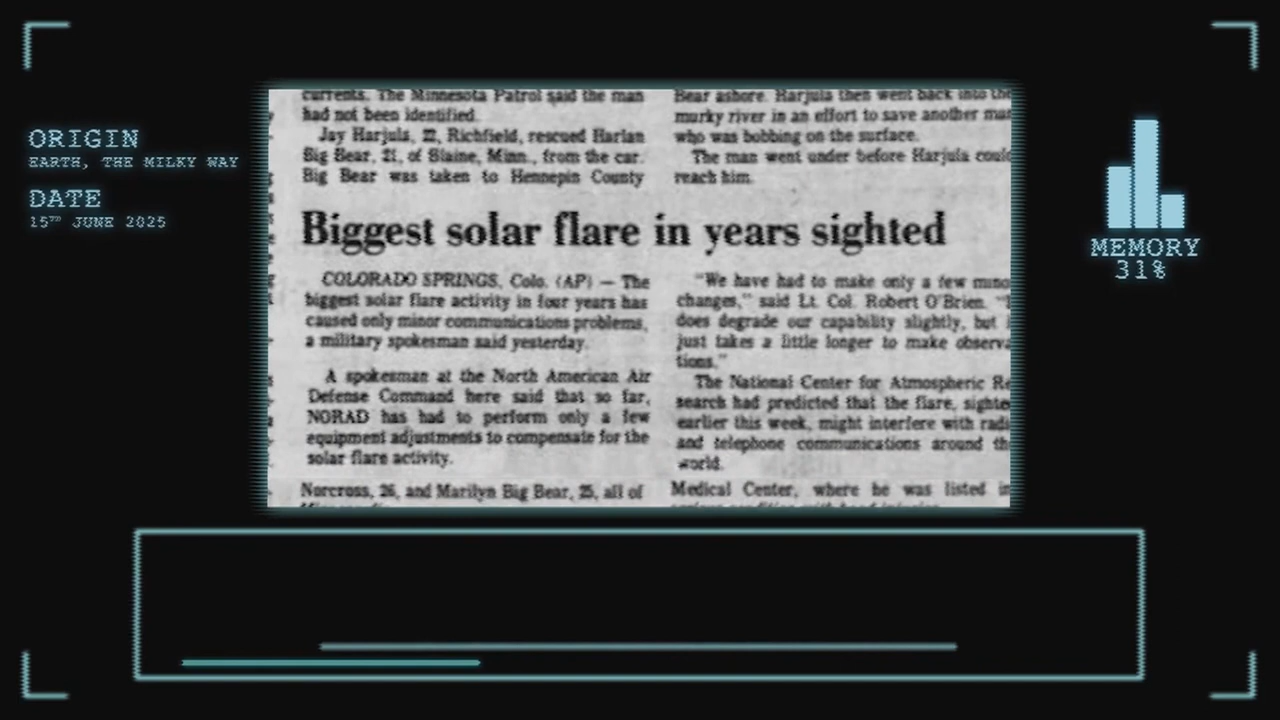 ORIGIN
EARTH, THE MILKY WAY
DATE
15TH JUNE 2025
currents. The Minnesota Patrol said the man
had not been identified.
Jay Harjula, 22, Richfield, rescued Harlan
Big Bear, 21, of Blaine, Minn., from the car.
Big Bear was taken to Hennepin County
Bear ashore. Harjula then went back into the
murky river in an effort to save another man
who was bobbing on the surface.
The man went under before Harjula could
reach him.
Biggest solar flare in years sighted
COLORADO SPRINGS, Colo. (AP) — The
biggest solar flare activity in four years has
caused only minor communications problems,
a military spokesman said yesterday.
A spokesman at the North American Air
Defense Command here said that so far,
NORAD has had to perform only a few
equipment adjustments to compensate for the
solar flare activity.
"We have had to make only a few mino
changes," said Lt. Col. Robert O'Brien.
does degrade our capability slightly, but
just takes a little longer to make observa
tions."
The National Center for Atmospheric Re
search had predicted that the flare, sighte
earlier this week, might interfere with radi
and telephone communications around th
world.
Norcross, 26, and Marilyn Big Bear, 25, all of
Medical Center, where he was listed in
MEMORY
31%